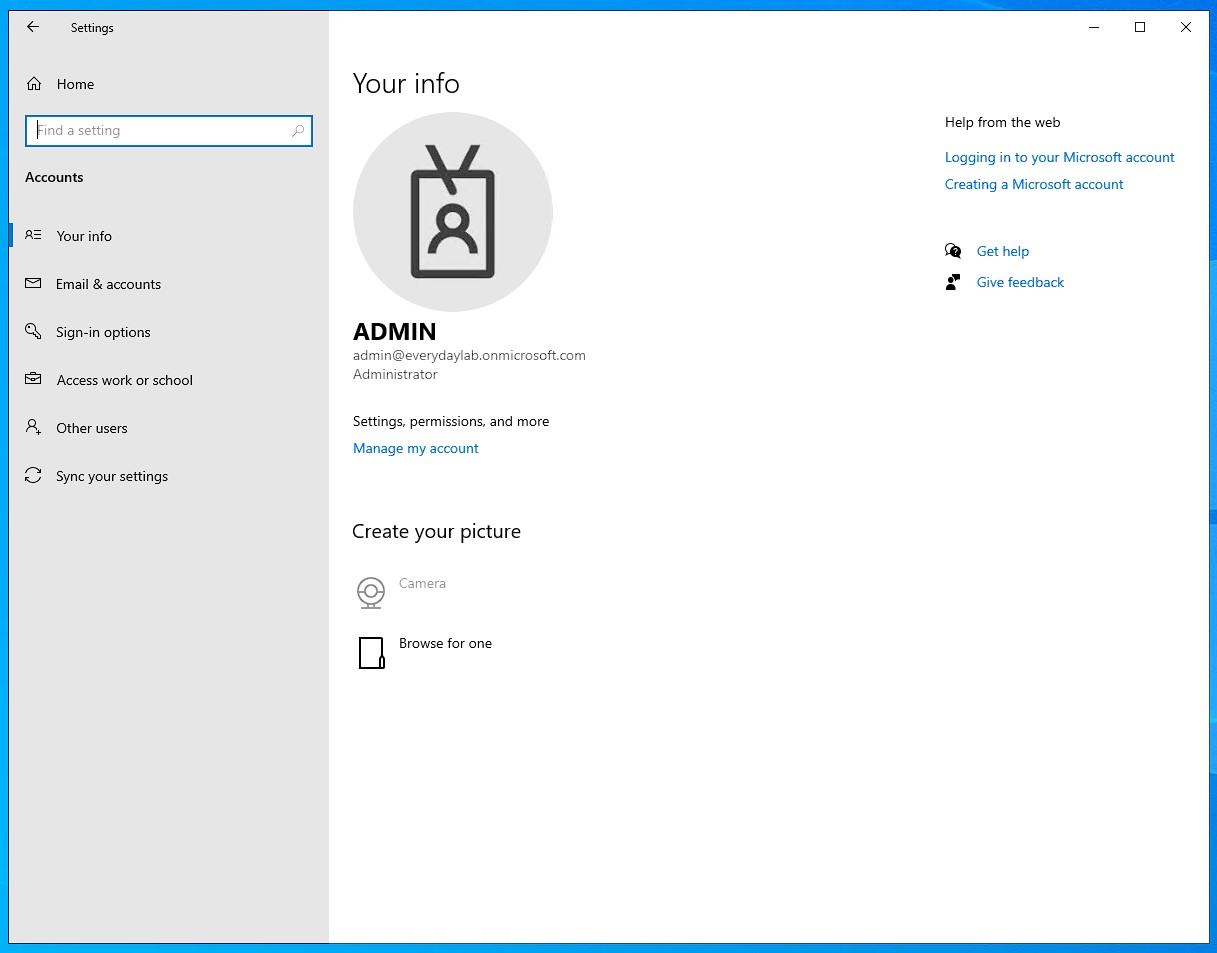 Settings
Home
Find a setting
Accounts
Your info
Email & accounts
Sign-in options
Access work or school
Other users
Sync your settings
Your info
ADMIN
admin@everydaylab.onmicrosoft.com
Administrator
Settings, permissions, and more
Manage my account
Create your picture
Camera
Browse for one
Help from the web
Logging in to your Microsoft account
Creating a Microsoft account
Get help
Give feedback